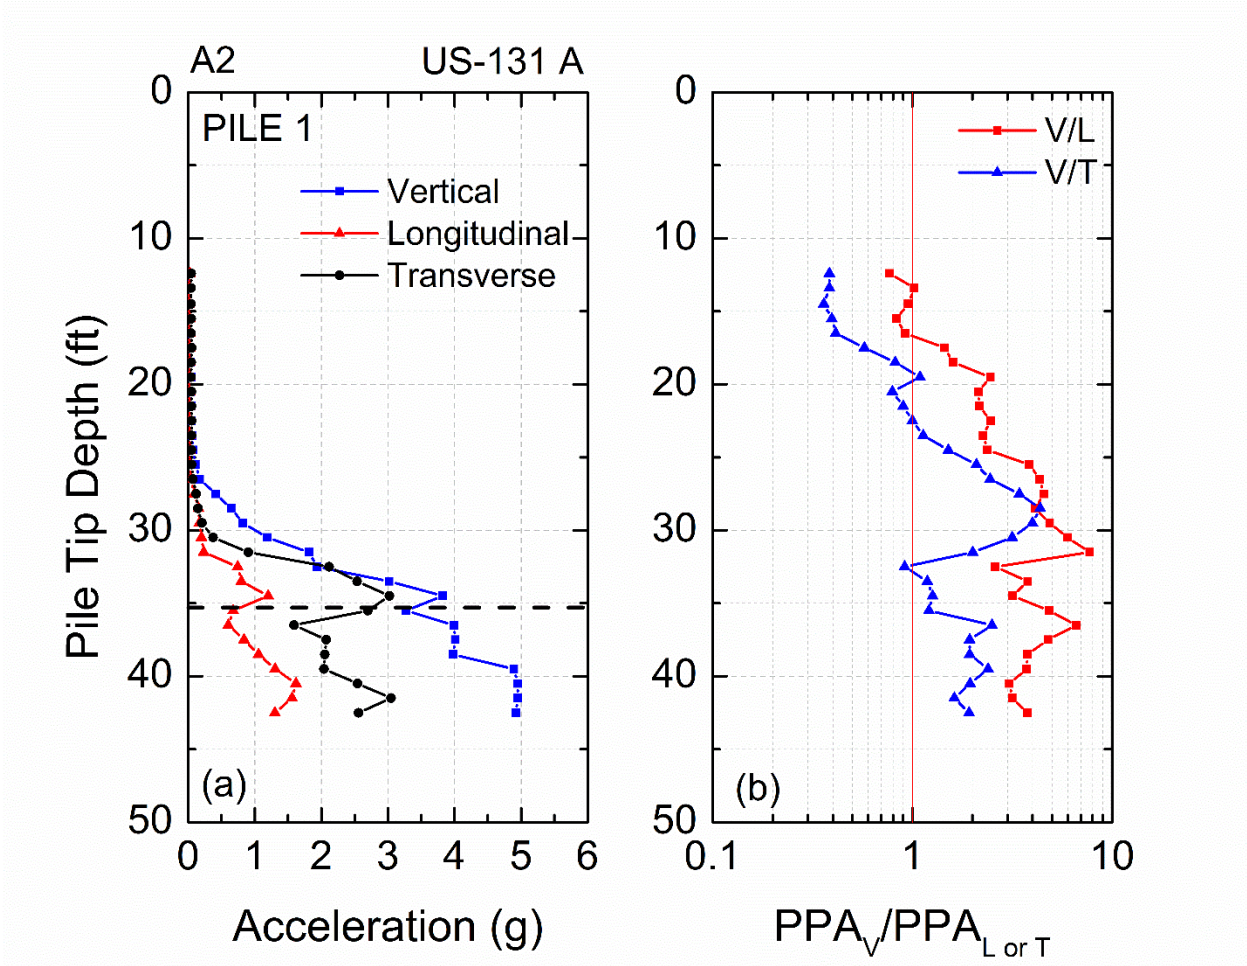 A2 US-131 A
PILE 1
Vertical
Longitudinal
Transverse
(a)
0
10
20
30
40
50
Pile Tip Depth (ft)
0 1 2 3 4 5 6
Acceleration (g)
V/L
V/T
(b)
0
10
20
30
40
50
0.1 1 10
PPAV/PPAL or T